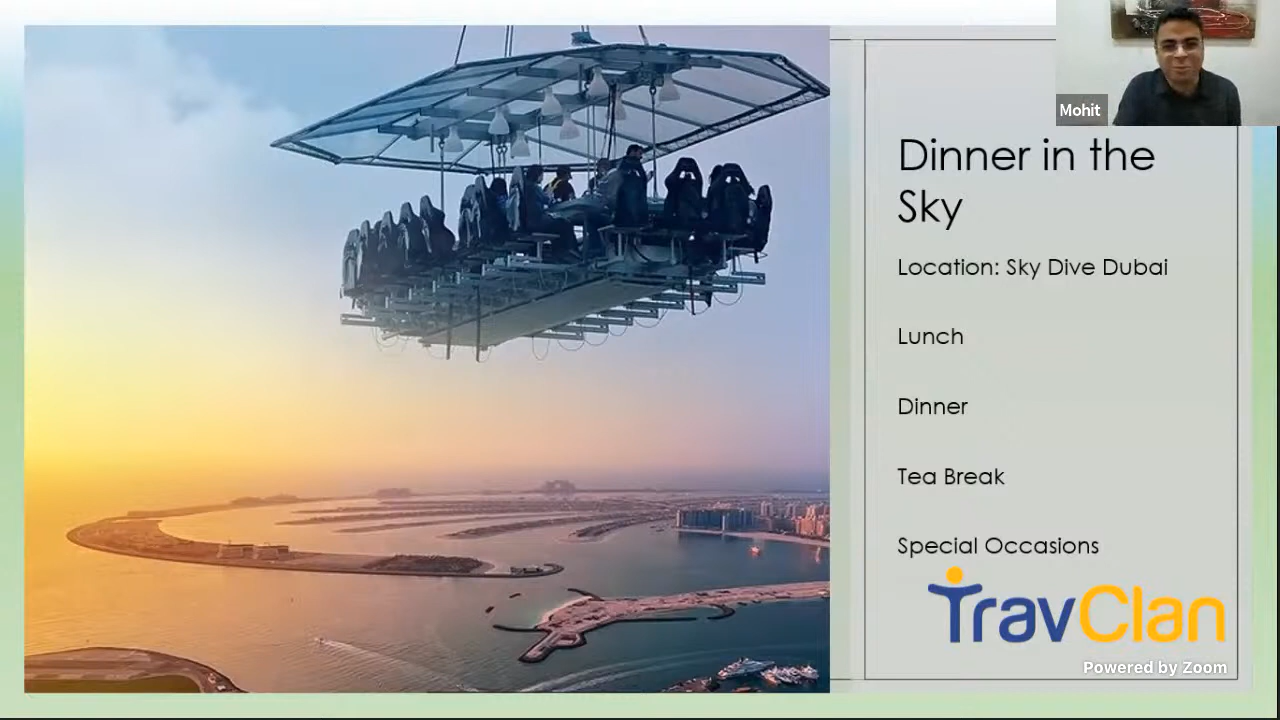 Mohit
Dinner in the
Sky
Location: Sky Dive Dubai
Lunch
Dinner
Tea Break
Special Occasions
TravClan
Powered by Zoom